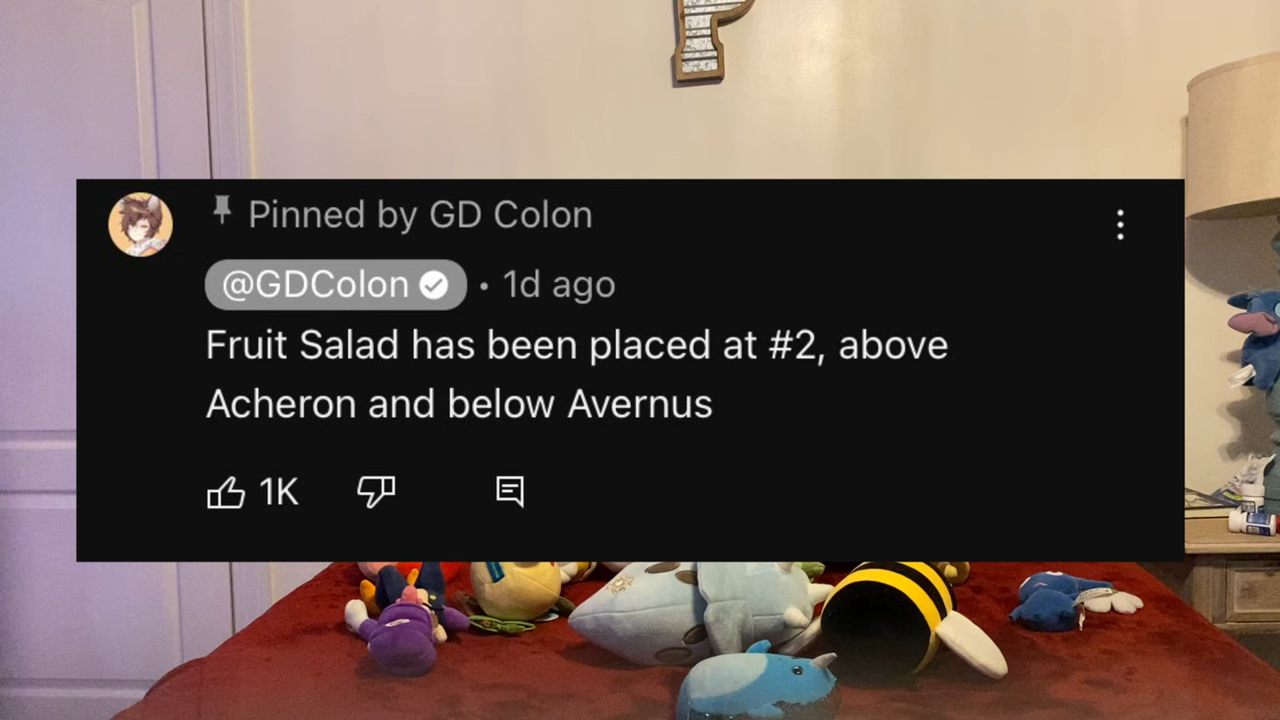 Pinned by GD Colon
@GDColon • 1d ago
Fruit Salad has been placed at #2, above
Acheron and below Avernus
1K